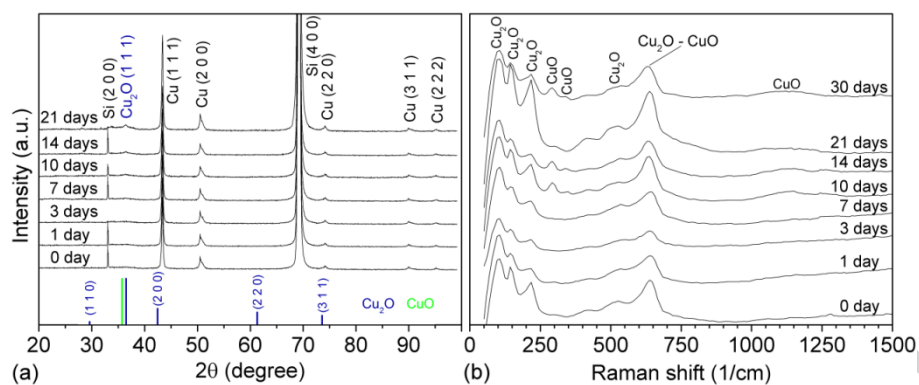 Intensity (a.u.)
Si (2 0 0)
Cu₂O (1 1 1)
Cu (1 1 1)
Cu (2 0 0)
Si (4 0 0)
Cu (2 2 0)
Cu (3 1 1)
Cu (2 2 2)
21 days
14 days
10 days
7 days
3 days
1 day
0 day
(1 1 0)
(2 0 0)
(2 2 0)
(3 1 1)
Cu₂O CuO
20 30 40 50 60 70 80 90
(a) 2θ (degree)
Cu₂O
Cu₂O
Cu₂O
CuO
CuO
Cu₂O
Cu₂O - CuO
CuO
30 days
21 days
14 days
10 days
7 days
3 days
1 day
0 day
0 250 500 750 1000 1250 1500
(b) Raman shift (1/cm)